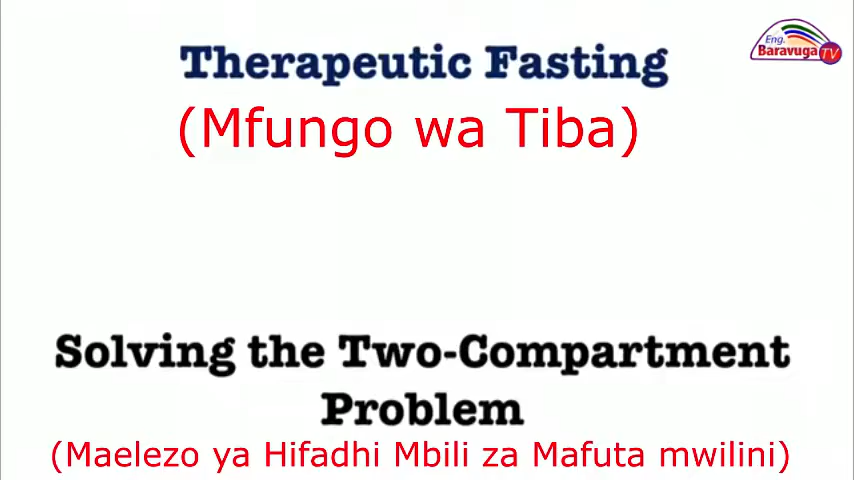 Eng.
Baravuga TV
Therapeutic Fasting
(Mfungo wa Tiba)
Solving the Two-Compartment
Problem
(Maelezo ya Hifadhi Mbili za Mafuta mwilini)